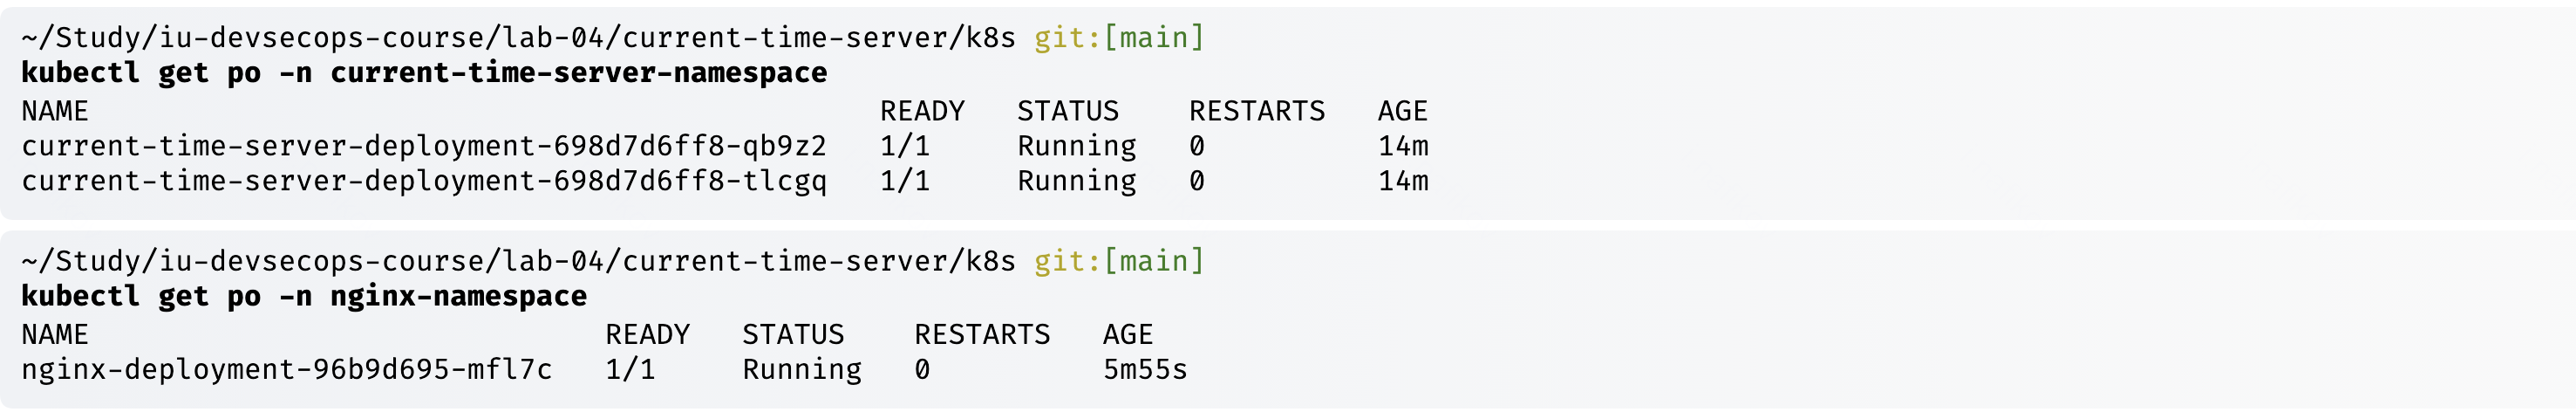 ~/Study/iu-devsecops-course/lab-04/current-time-server/k8s git:[main]
kubectl get po -n current-time-server-namespace
NAME                                              READY   STATUS    RESTARTS   AGE
current-time-server-deployment-698d7d6ff8-qb9z2   1/1     Running   0          14m
current-time-server-deployment-698d7d6ff8-tlcgq   1/1     Running   0          14m
~/Study/iu-devsecops-course/lab-04/current-time-server/k8s git:[main]
kubectl get po -n nginx-namespace
NAME                              READY   STATUS    RESTARTS   AGE
nginx-deployment-96b9d695-mfl7c   1/1     Running   0          5m55s